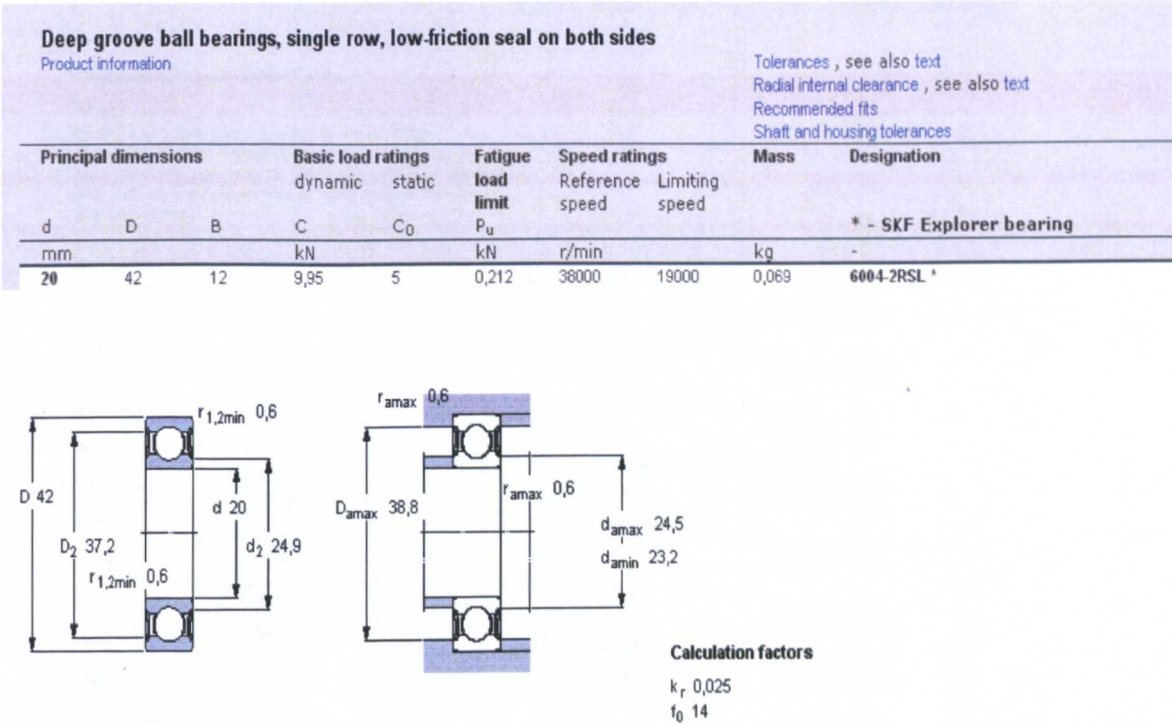 Deep groove ball bearings, single row, low-friction seal on both sides
Product information
Tolerances , see also text
Radial internal clearance , see also text
Recommended fits
Shaft and housing tolerances
Principal dimensions Basic load ratings Fatigue Speed ratings Mass Designation
dynamic static load Reference Limiting
limit speed speed
d D B C C0 Pu * - SKF Explorer bearing
mm kN kN r/min kg -
20 42 12 9,95 5 0,212 38000 19000 0,069 6004-2RSL *
ramax 0,6
r1,2min 0,6
D 42
d 20
ramax 0,6
Damax 38,8
damax 24,5
D2 37,2
d2 24,9
damin 23,2
r1,2min 0,6
Calculation factors
kr 0,025
f0 14